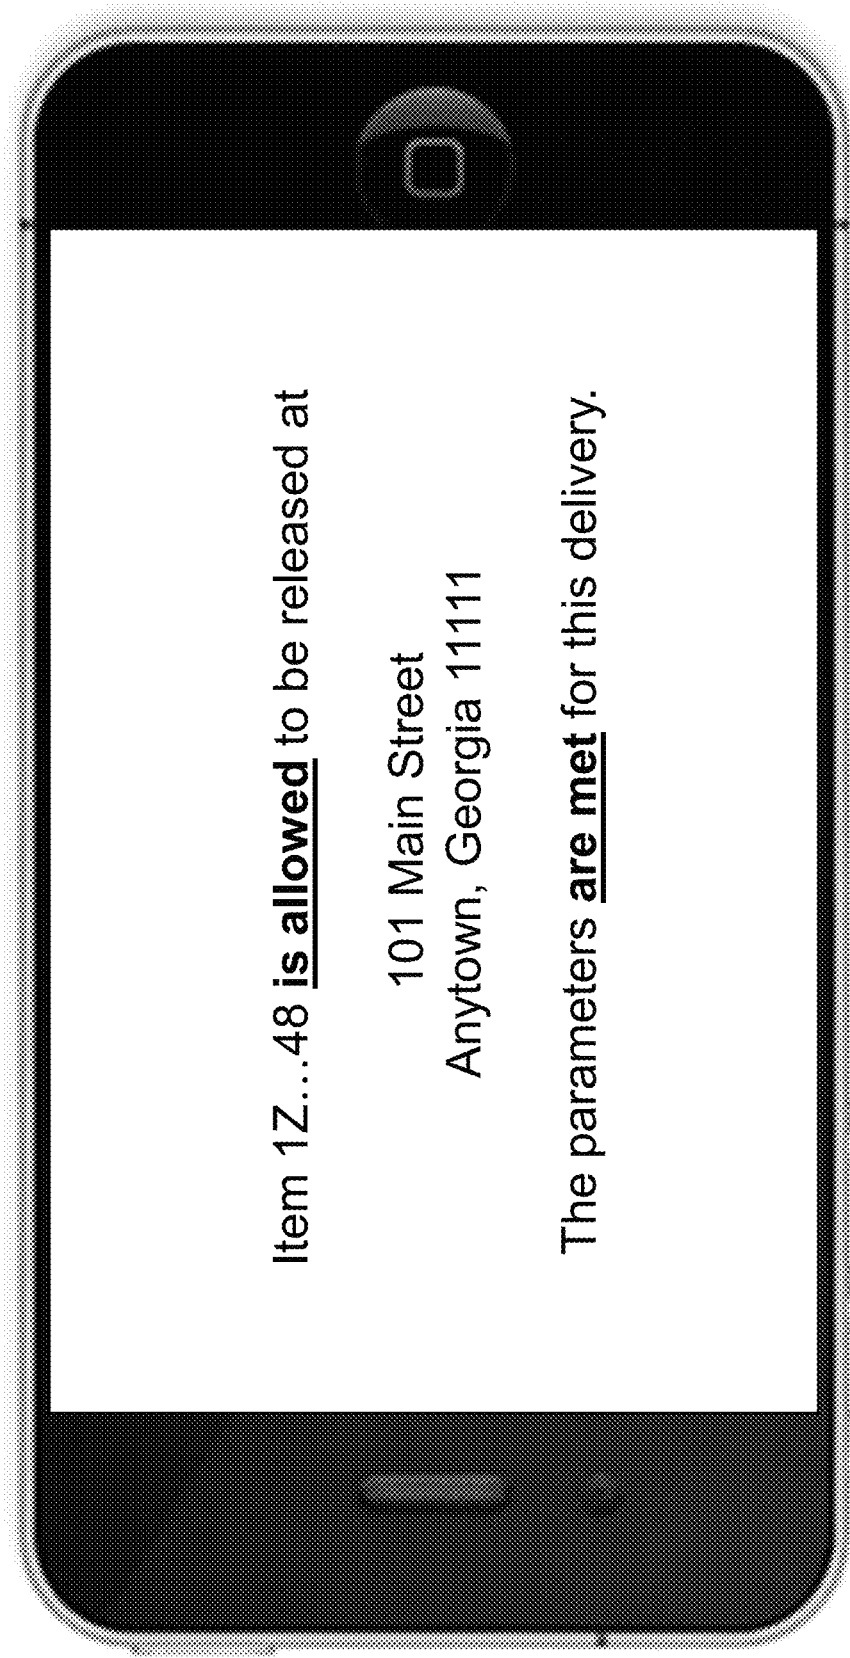 Item 1Z...48 is allowed to be released at
101 Main Street
Anytown, Georgia 11111
The parameters are met for this delivery.